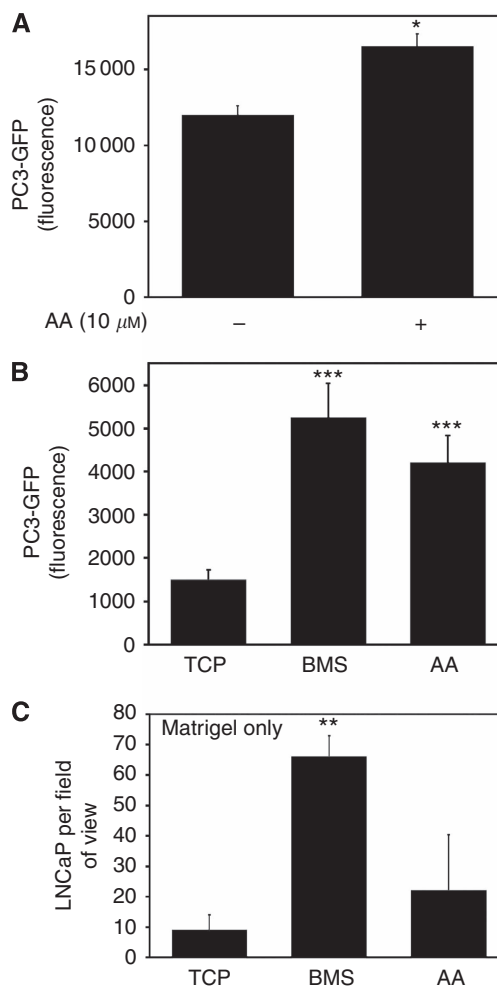 A
PC3-GFP
(fluorescence)
15 000
10 000
5000
0
*
AA (10 μM)
–
+
B
PC3-GFP
(fluorescence)
6000
5000
4000
3000
2000
1000
0
***
***
TCP
BMS
AA
C
LNCaP per field
of view
80
70
60
50
40
30
20
10
0
Matrigel only
**
TCP
BMS
AA